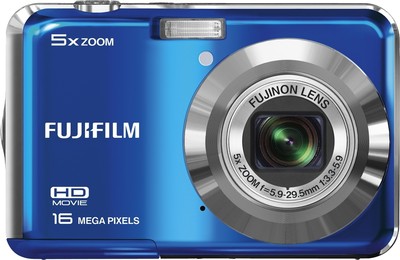 5x ZOOM
FUJIFILM
HD
MOVIE
16 MEGA PIXELS
FUJINON LENS
5x ZOOM f=5.9-29.5mm 1:3.3-5.9